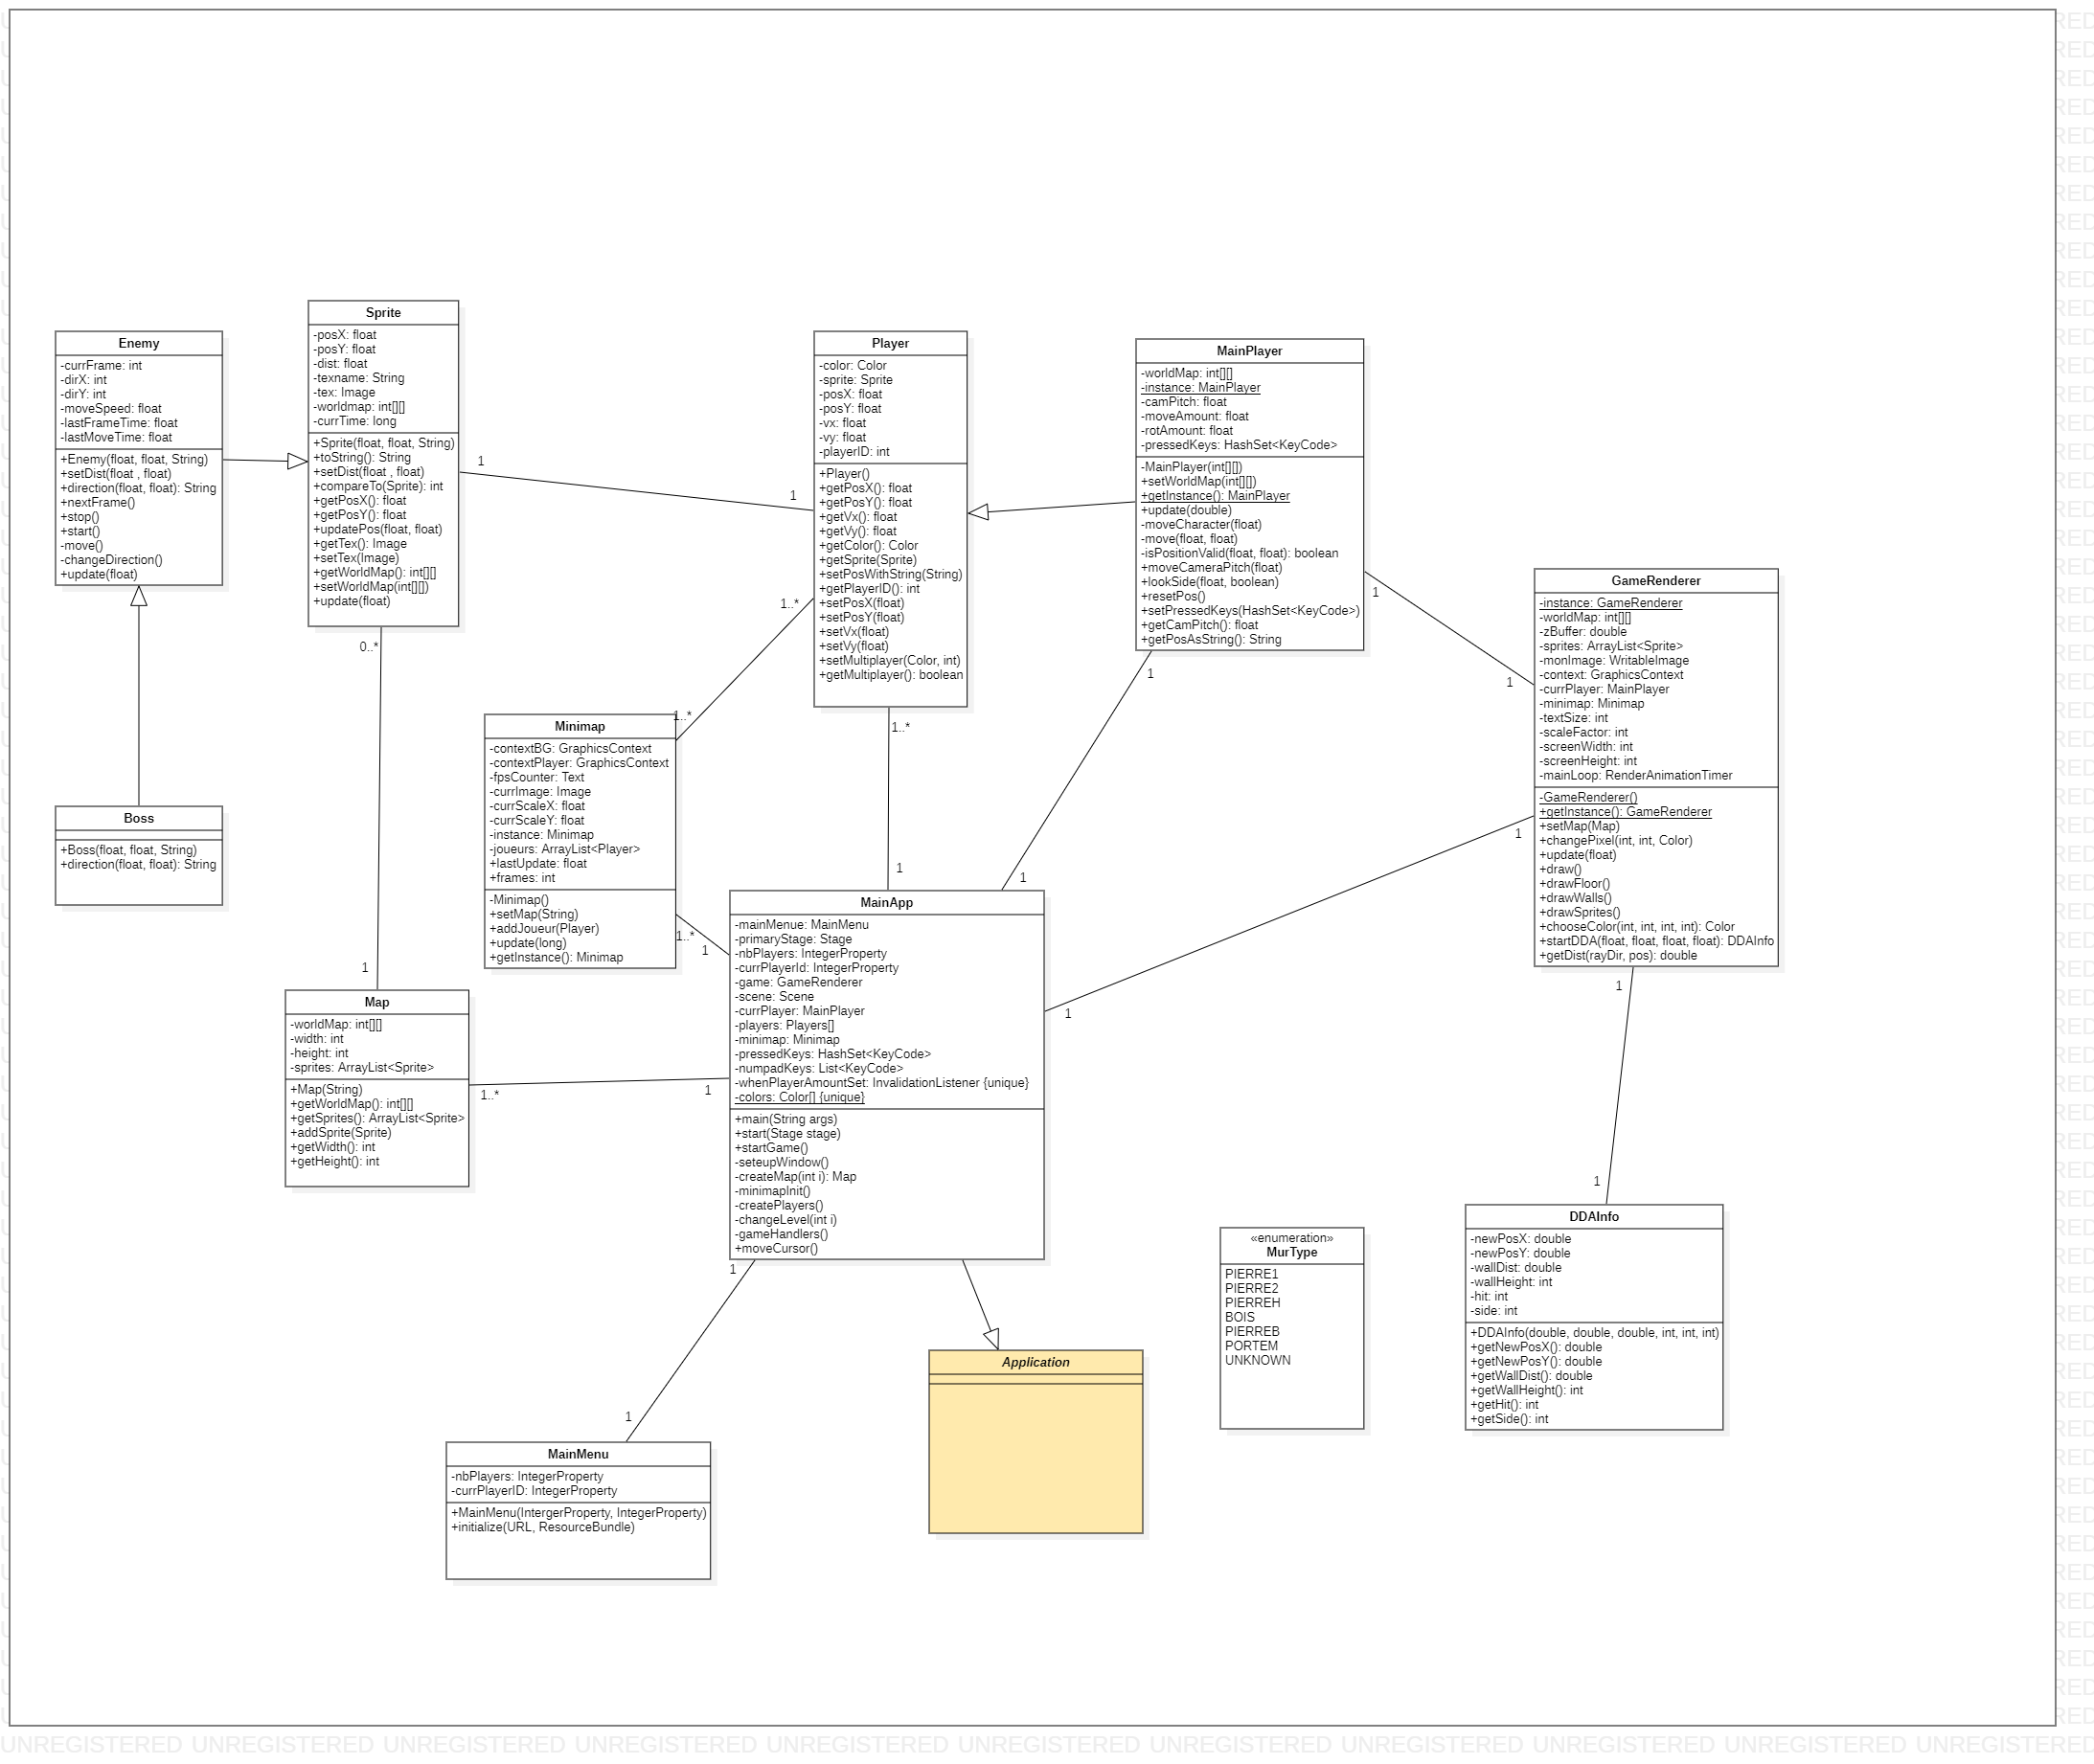 Enemy
-currFrame: int
-dirX: int
-dirY: int
-moveSpeed: float
-lastFrameTime: float
-lastMoveTime: float
+Enemy(float, float, String)
+setDist(float , float)
+direction(float, float): String
+nextFrame()
+stop()
+start()
-move()
-changeDirection()
+update(float)
Sprite
-posX: float
-posY: float
-dist: float
-texname: String
-tex: Image
-worldmap: int[][]
-currTime: long
+Sprite(float, float, String)
+toString(): String
+setDist(float , float)
+compareTo(Sprite): int
+getPosX(): float
+getPosY(): float
+updatePos(float, float)
+getTex(): Image
+setTex(Image)
+getWorldMap(): int[][]
+setWorldMap(int[][])
+update(float)
1
1
Player
-color: Color
-sprite: Sprite
-posX: float
-posY: float
-vx: float
-vy: float
-playerID: int
+Player()
+getPosX(): float
+getPosY(): float
+getVx(): float
+getVy(): float
+getColor(): Color
+getSprite(Sprite)
+setPosWithString(String)
+getPlayerID(): int
+setPosX(float)
+setPosY(float)
+setVx(float)
+setVy(float)
+setMultiplayer(Color, int)
+getMultiplayer(): boolean
MainPlayer
-worldMap: int[][]
-instance: MainPlayer
-camPitch: float
-moveAmount: float
-rotAmount: float
-pressedKeys: HashSet<KeyCode>
-MainPlayer(int[][])
+setWorldMap(int[][])
+getInstance(): MainPlayer
+update(double)
-moveCharacter(float)
-move(float, float)
-isPositionValid(float, float): boolean
+moveCameraPitch(float)
+lookSide(float, boolean)
+resetPos()
+setPressedKeys(HashSet<KeyCode>)
+getCamPitch(): float
+getPosAsString(): String
1
1
GameRenderer
-instance: GameRenderer
-worldMap: int[][]
-zBuffer: double
-sprites: ArrayList<Sprite>
-monImage: WritableImage
-context: GraphicsContext
-currPlayer: MainPlayer
-minimap: Minimap
-textSize: int
-scaleFactor: int
-screenWidth: int
-screenHeight: int
-mainLoop: RenderAnimationTimer
-GameRenderer()
+getInstance(): GameRenderer
+setMap(Map)
+changePixel(int, int, Color)
+update(float)
+draw()
+drawFloor()
+drawWalls()
+drawSprites()
+chooseColor(int, int, int, int): Color
+startDDA(float, float, float, float): DDAInfo
+getDist(rayDir, pos): double
0..*
1
1..*
1..*
1..*
1
1
1
1
1
1..*
1
Boss
+Boss(float, float, String)
+direction(float, float): String
Minimap
-contextBG: GraphicsContext
-contextPlayer: GraphicsContext
-fpsCounter: Text
-currImage: Image
-currScaleX: float
-currScaleY: float
-instance: Minimap
-joueurs: ArrayList<Player>
+lastUpdate: float
+frames: int
-Minimap()
+setMap(String)
+addJoueur(Player)
+update(long)
+getInstance(): Minimap
MainApp
-mainMenue: MainMenu
-primaryStage: Stage
-nbPlayers: IntegerProperty
-currPlayerId: IntegerProperty
-game: GameRenderer
-scene: Scene
-currPlayer: MainPlayer
-players: Players[]
-minimap: Minimap
-pressedKeys: HashSet<KeyCode>
-numpadKeys: List<KeyCode>
-whenPlayerAmountSet: InvalidationListener {unique}
-colors: Color[] {unique}
+main(String args)
+start(Stage stage)
+startGame()
-seteupWindow()
-createMap(int i): Map
-minimapInit()
-createPlayers()
-changeLevel(int i)
-gameHandlers()
+moveCursor()
Map
-worldMap: int[][]
-width: int
-height: int
-sprites: ArrayList<Sprite>
+Map(String)
+getWorldMap(): int[][]
+getSprites(): ArrayList<Sprite>
+addSprite(Sprite)
+getWidth(): int
+getHeight(): int
1..*
1
1
1
«enumeration»
MurType
PIERRE1
PIERRE2
PIERREH
BOIS
PIERREB
PORTEM
UNKNOWN
DDAInfo
-newPosX: double
-newPosY: double
-wallDist: double
-wallHeight: int
-hit: int
-side: int
+DDAInfo(double, double, double, int, int, int)
+getNewPosX(): double
+getNewPosY(): double
+getWallDist(): double
+getWallHeight(): int
+getHit(): int
+getSide(): int
1
1
Application
MainMenu
-nbPlayers: IntegerProperty
-currPlayerID: IntegerProperty
+MainMenu(IntergerProperty, IntegerProperty)
+initialize(URL, ResourceBundle)
UNREGISTERED UNREGISTERED UNREGISTERED UNREGISTERED UNREGISTERED UNREGISTERED UNREGISTERED UNREGISTERED UNREGISTERED UNREGISTERED